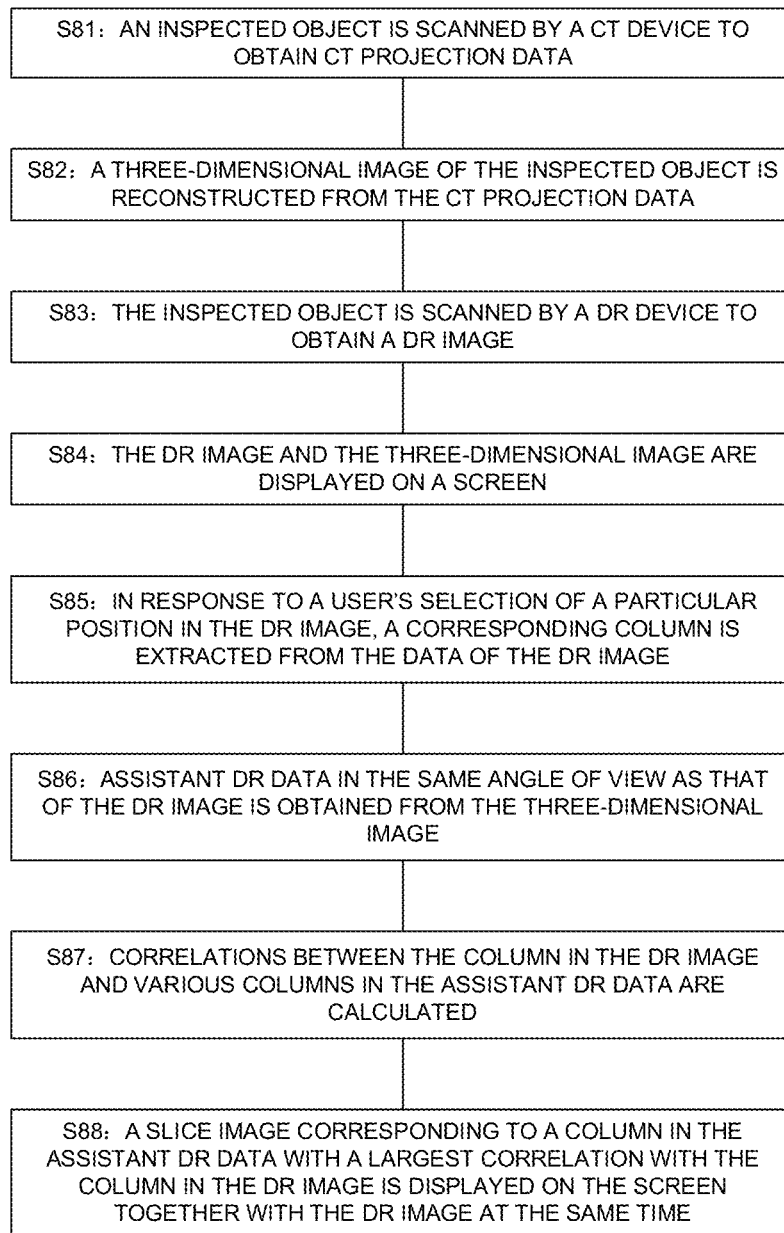 S81: AN INSPECTED OBJECT IS SCANNED BY A CT DEVICE TO
OBTAIN CT PROJECTION DATA
S82: A THREE-DIMENSIONAL IMAGE OF THE INSPECTED OBJECT IS
RECONSTRUCTED FROM THE CT PROJECTION DATA
S83: THE INSPECTED OBJECT IS SCANNED BY A DR DEVICE TO
OBTAIN A DR IMAGE
S84: THE DR IMAGE AND THE THREE-DIMENSIONAL IMAGE ARE
DISPLAYED ON A SCREEN
S85: IN RESPONSE TO A USER'S SELECTION OF A PARTICULAR
POSITION IN THE DR IMAGE, A CORRESPONDING COLUMN IS
EXTRACTED FROM THE DATA OF THE DR IMAGE
S86: ASSISTANT DR DATA IN THE SAME ANGLE OF VIEW AS THAT
OF THE DR IMAGE IS OBTAINED FROM THE THREE-DIMENSIONAL
IMAGE
S87: CORRELATIONS BETWEEN THE COLUMN IN THE DR IMAGE
AND VARIOUS COLUMNS IN THE ASSISTANT DR DATA ARE
CALCULATED
S88: A SLICE IMAGE CORRESPONDING TO A COLUMN IN THE
ASSISTANT DR DATA WITH A LARGEST CORRELATION WITH THE
COLUMN IN THE DR IMAGE IS DISPLAYED ON THE SCREEN
TOGETHER WITH THE DR IMAGE AT THE SAME TIME